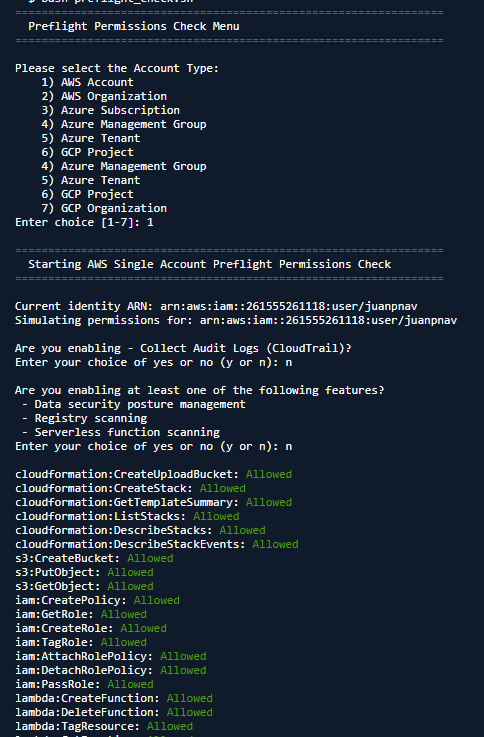 $ bash preflight_check.sh
=================================================================
Preflight Permissions Check Menu
=================================================================
Please select the Account Type:
1) AWS Account
2) AWS Organization
3) Azure Subscription
4) Azure Management Group
5) Azure Tenant
6) GCP Project
4) Azure Management Group
5) Azure Tenant
6) GCP Project
7) GCP Organization
Enter choice [1-7]: 1
=================================================================
Starting AWS Single Account Preflight Permissions Check
=================================================================
Current identity ARN: arn:aws:iam::261555261118:user/juanpnav
Simulating permissions for: arn:aws:iam::261555261118:user/juanpnav
Are you enabling - Collect Audit Logs (CloudTrail)?
Enter your choice of yes or no (y or n): n
Are you enabling at least one of the following features?
- Data security posture management
- Registry scanning
- Serverless function scanning
Enter your choice of yes or no (y or n): n
cloudformation:CreateUploadBucket: Allowed
cloudformation:CreateStack: Allowed
cloudformation:GetTemplateSummary: Allowed
cloudformation:ListStacks: Allowed
cloudformation:DescribeStacks: Allowed
cloudformation:DescribeStackEvents: Allowed
s3:CreateBucket: Allowed
s3:PutObject: Allowed
s3:GetObject: Allowed
iam:CreatePolicy: Allowed
iam:GetRole: Allowed
iam:CreateRole: Allowed
iam:TagRole: Allowed
iam:AttachRolePolicy: Allowed
iam:DetachRolePolicy: Allowed
iam:PassRole: Allowed
lambda:CreateFunction: Allowed
lambda:DeleteFunction: Allowed
lambda:TagResource: Allowed